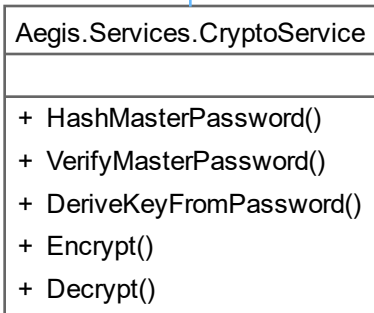 Aegis.Services.CryptoService
+ HashMasterPassword()
+ VerifyMasterPassword()
+ DeriveKeyFromPassword()
+ Encrypt()
+ Decrypt()